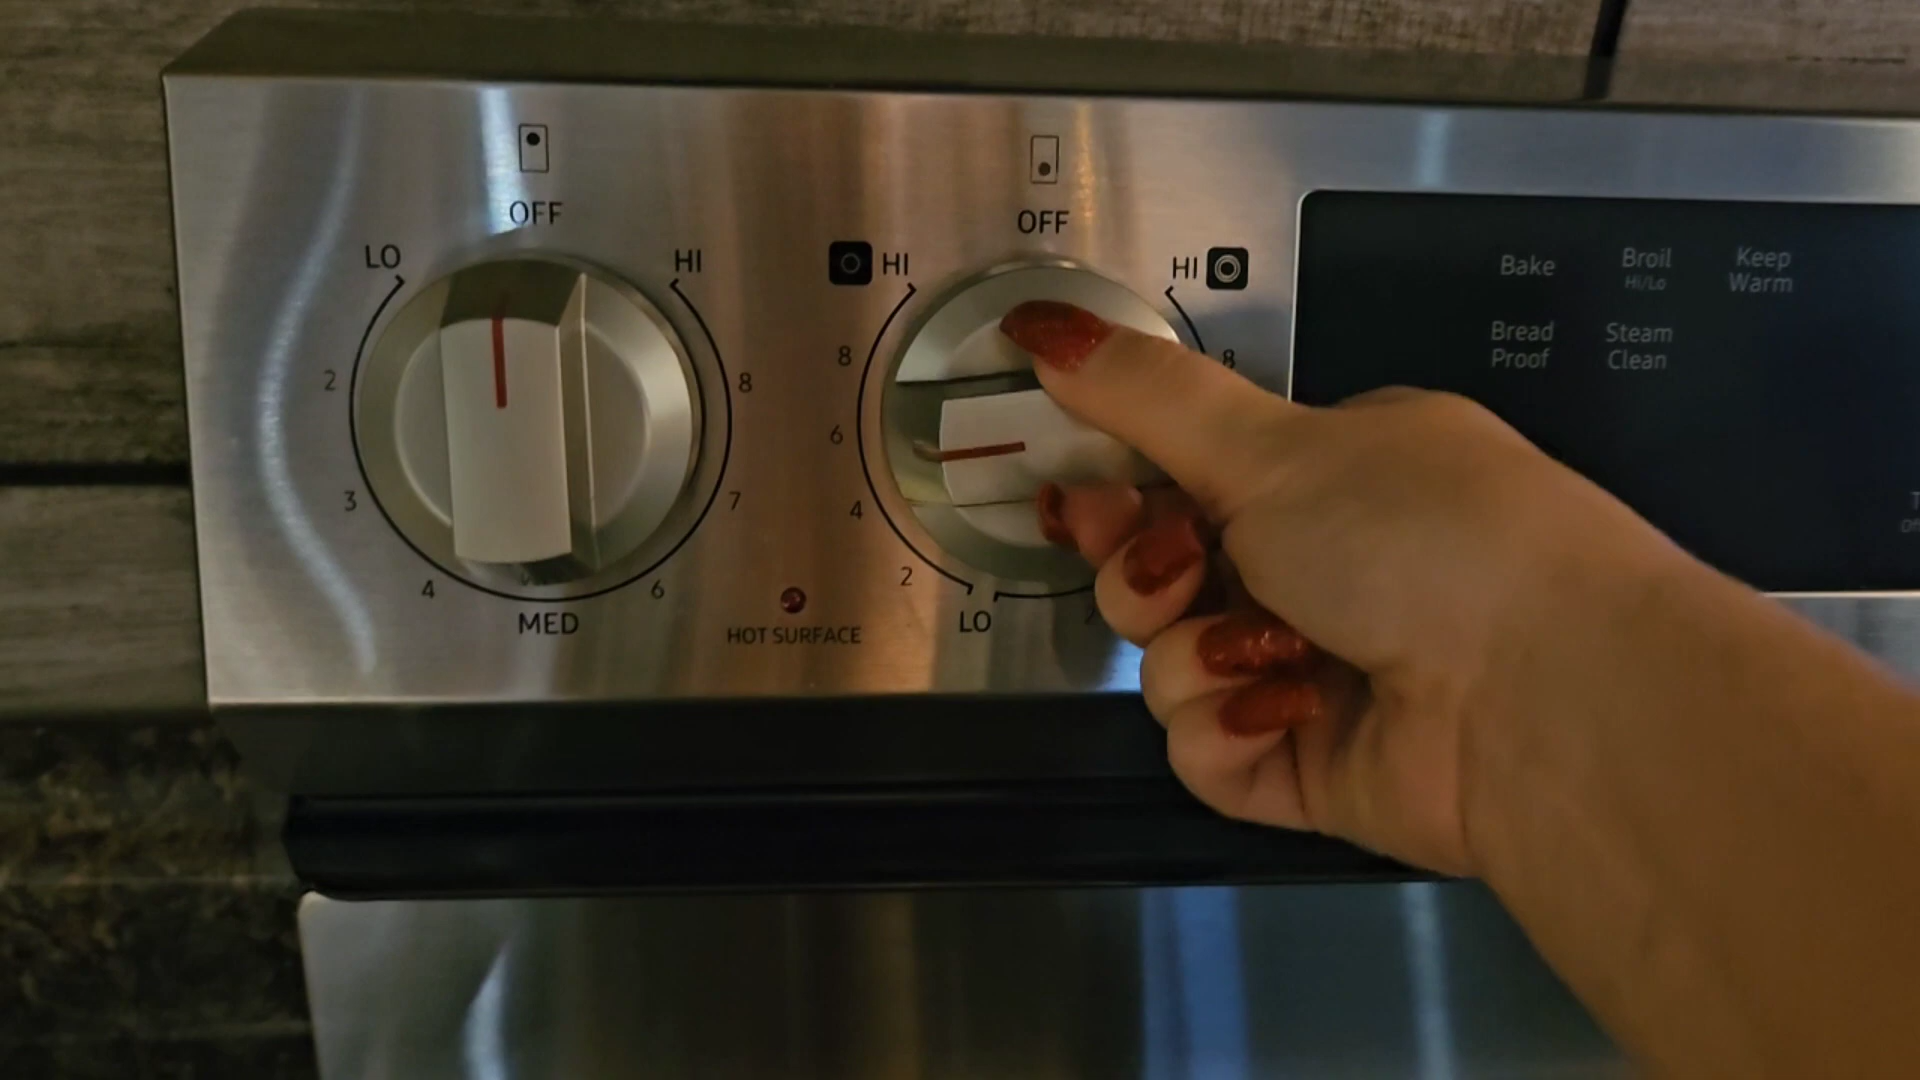 OFF
OFF
LO
HI
HI
HI
2
8
8
8
3
7
6
4
4
6
2
MED
LO
HOT SURFACE
Bake
Broil
Hi/Lo
Keep
Warm
Bread
Proof
Steam
Clean